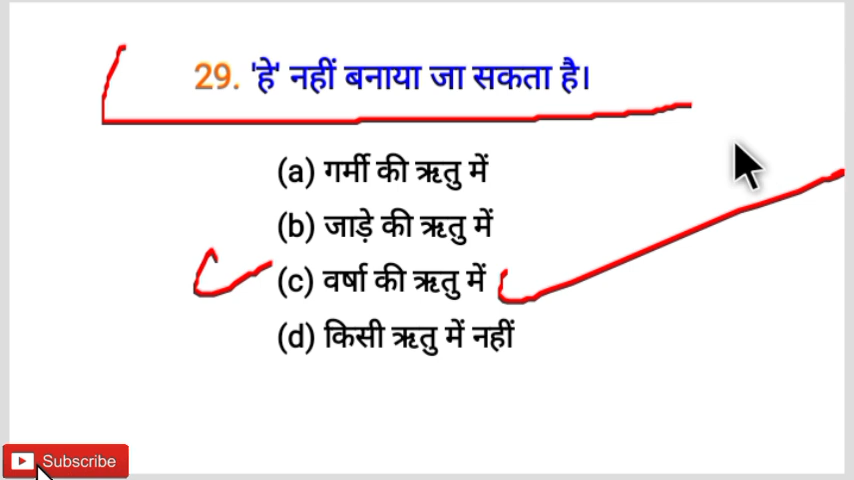 29. 'हे' नहीं बनाया जा सकता है।
(a) गर्मी की ऋतु में
(b) जाड़े की ऋतु में
(c) वर्षा की ऋतु में
(d) किसी ऋतु में नहीं
Subscribe